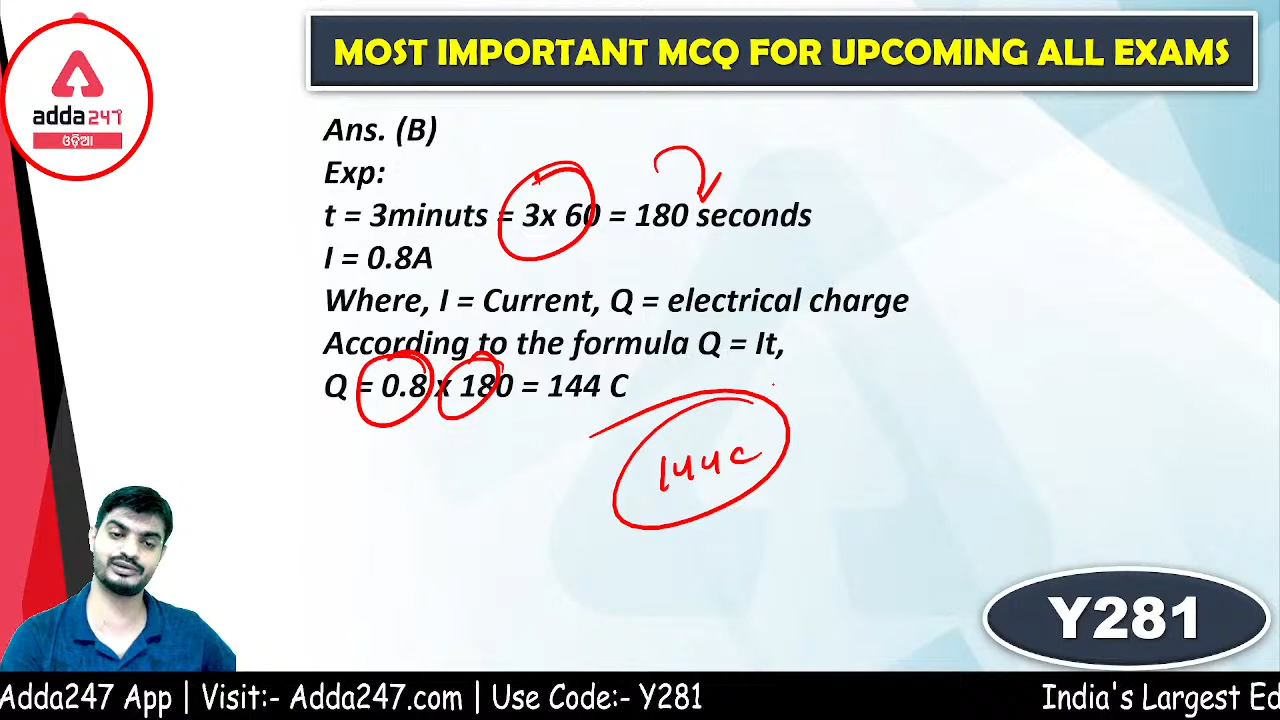 MOST IMPORTANT MCQ FOR UPCOMING ALL EXAMS
adda247
ଓଡ଼ିଆ
Ans. (B)
Exp:
t = 3minuts = 3x 60 = 180 seconds
I = 0.8A
Where, I = Current, Q = electrical charge
According to the formula Q = It,
Q = 0.8 x 180 = 144 C
144C
Y281
Adda247 App | Visit:- Adda247.com | Use Code:- Y281
India's Largest Ed